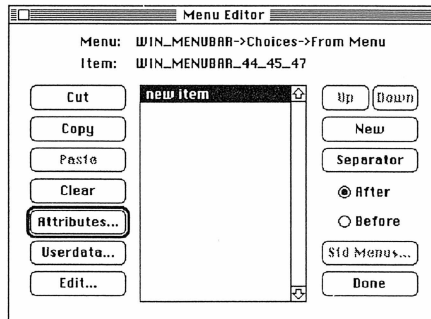 Menu Editor
Menu: WIN_MENUBAR->Choices->From Menu
Item: WIN_MENUBAR_44_45_47
Cut
Copy
Paste
Clear
Attributes...
Userdata...
Edit...
new item
Up
Down
New
Separator
After
Before
Std Menus...
Done